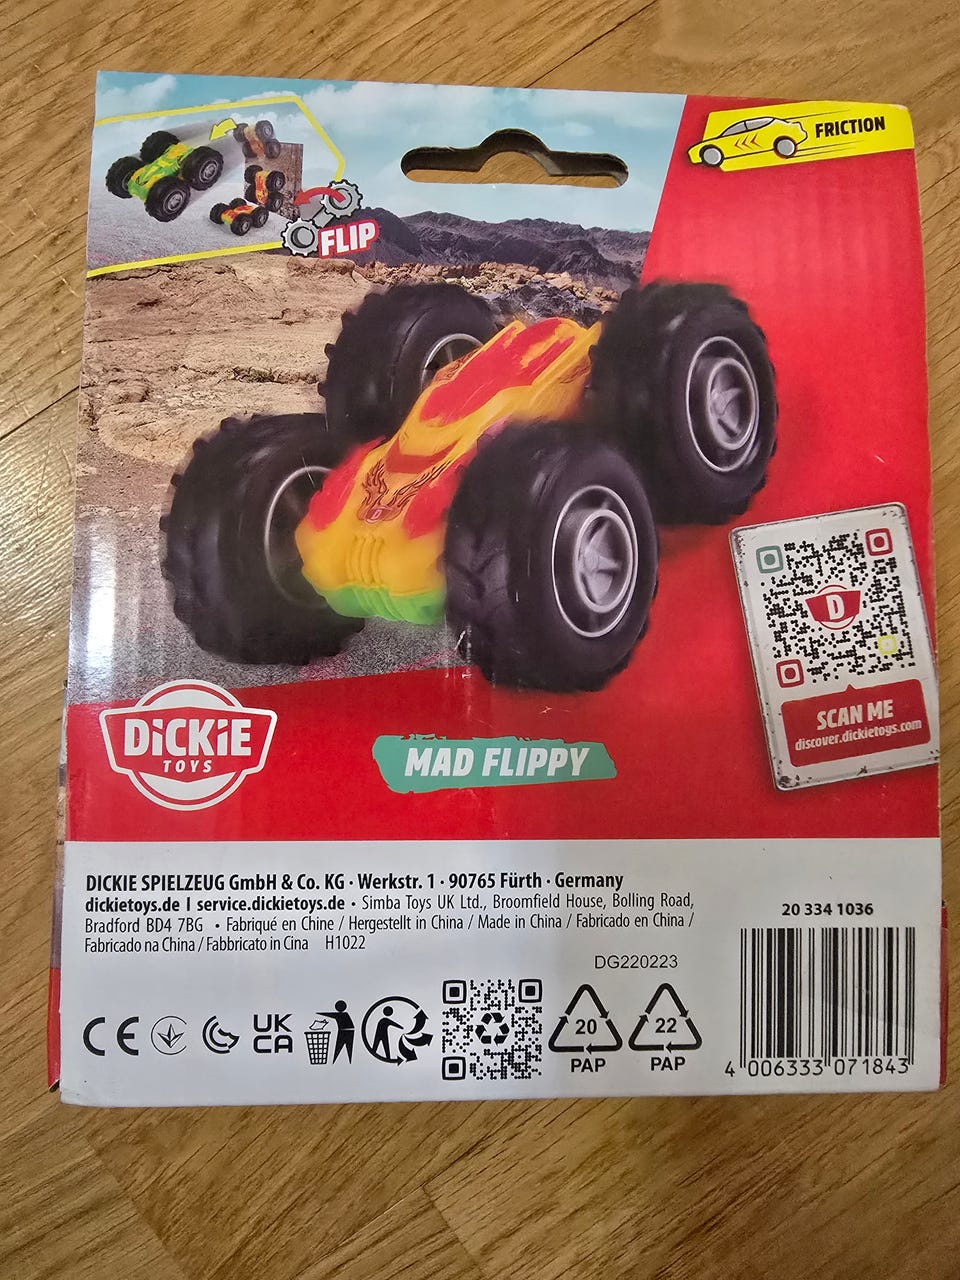 FRICTION
FLIP
D
D
SCAN ME
discover.dickietoys.com
DiCKiE
TOYS
MAD FLIPPY
DICKIE SPIELZEUG GmbH & Co. KG · Werkstr. 1 · 90765 Fürth · Germany
dickietoys.de I service.dickietoys.de • Simba Toys UK Ltd., Broomfield House, Bolling Road,
Bradford BD4 7BG • Fabriqué en Chine / Hergestellt in China / Made in China / Fabricado en China /
Fabricado na China / Fabbricato in Cina H1022
DG220223
20 334 1036
CE
UK
CA
20
PAP
22
PAP
4 006333 071843